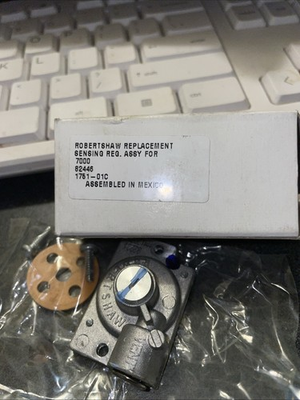 ROBERTSHAW REPLACEMENT
SENSING REG. ASSY FOR
7000
82446
1751-01C
ASSEMBLED IN MEXICO